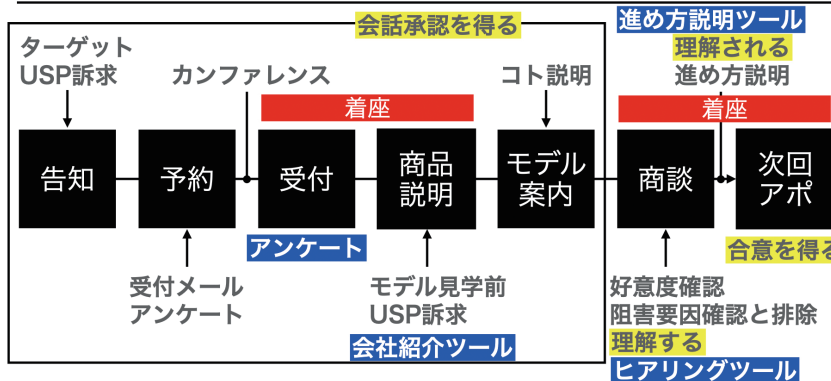 会話承認を得る
進め方説明ツール
ターゲット
USP訴求
カンファレンス
コト説明
理解される
進め方説明
着座
着座
告知
予約
受付
商品
説明
モデル
案内
商談
次回
アポ
アンケート
合意を得る
受付メール
アンケート
モデル見学前
USP訴求
会社紹介ツール
好意度確認
阻害要因確認と排除
理解する
ヒアリングツール